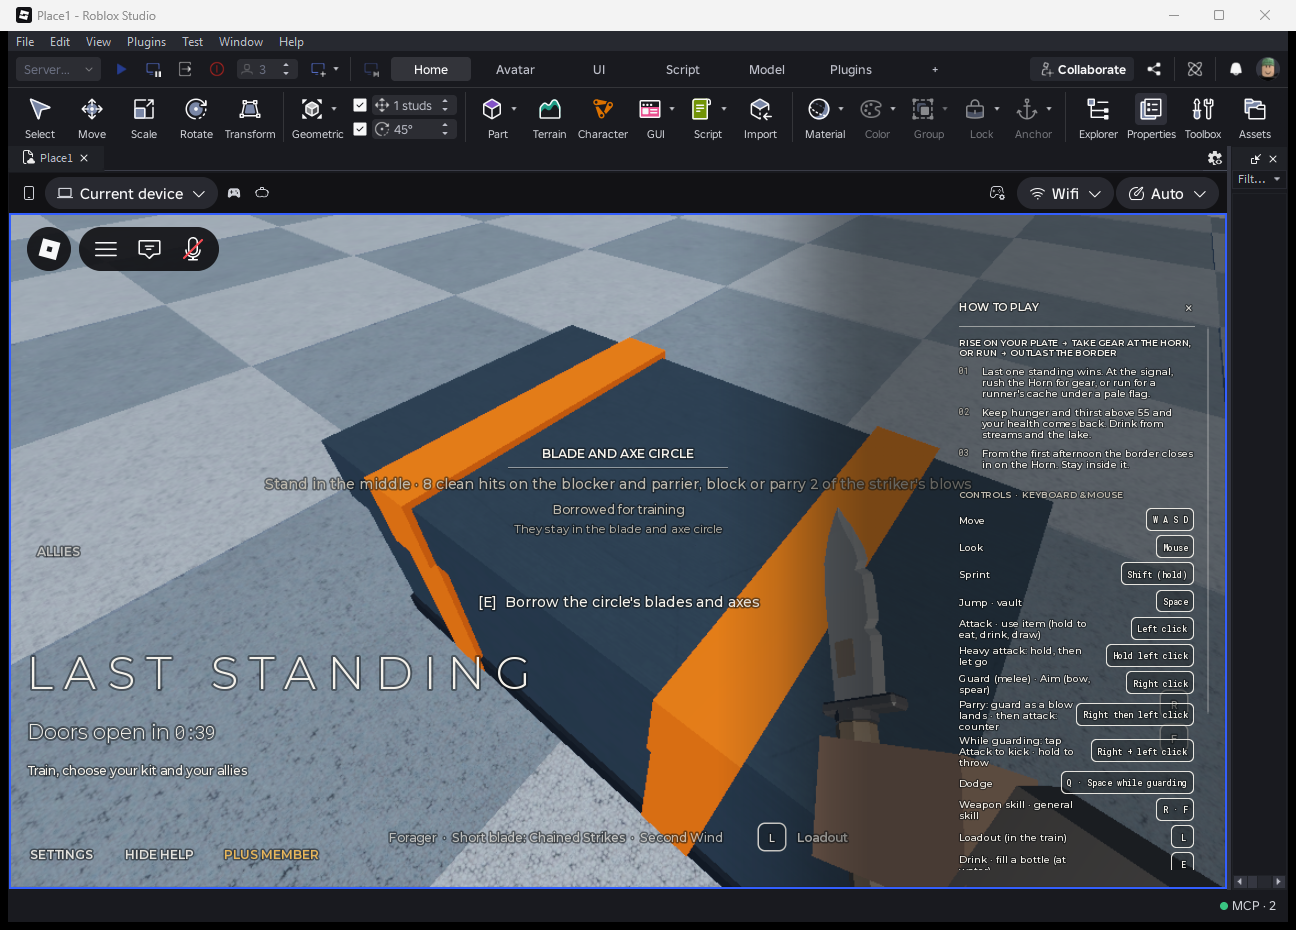 Place1 - Roblox Studio
File Edit View Plugins Test Window Help
Server... 3 Home Avatar UI Script Model Plugins + Collaborate
1 studs
45°
Select Move Scale Rotate Transform Geometric Part Terrain Character GUI Script Import Material Color Group Lock Anchor Explorer Properties Toolbox Assets
Place1
Filt...
Current device Wifi Auto
HOW TO PLAY ×
RISE ON YOUR PLATE → TAKE GEAR AT THE HORN,
OR RUN → OUTLAST THE BORDER
01 Last one standing wins. At the signal,
rush the Horn for gear, or run for a
runner's cache under a pale flag.
02 Keep hunger and thirst above 55 and
your health comes back. Drink from
streams and the lake.
03 From the first afternoon the border closes
in on the Horn. Stay inside it.
CONTROLS · KEYBOARD & MOUSE
Move W A S D
Look Mouse
Sprint Shift (hold)
Jump · vault Space
Attack · use item (hold to
eat, drink, draw) Left click
Heavy attack: hold, then
let go Hold left click
Guard (melee) · Aim (bow,
spear) Right click
Parry: guard as a blow
lands · then attack:
counter Right then left click
While guarding: tap
Attack to kick · hold to
throw Right + left click
Dodge Q · Space while guarding
Weapon skill · general
skill R · F
Loadout (in the train) L
Drink · fill a bottle (at
water) E
R
F
BLADE AND AXE CIRCLE
Stand in the middle · 8 clean hits on the blocker and parrier, block or parry 2 of the striker's blows
Borrowed for training
They stay in the blade and axe circle
[E] Borrow the circle's blades and axes
ALLIES
LAST STANDING
Doors open in 0:39
Train, choose your kit and your allies
Forager · Short blade: Chained Strikes · Second Wind L Loadout
SETTINGS HIDE HELP PLUS MEMBER
MCP · 2